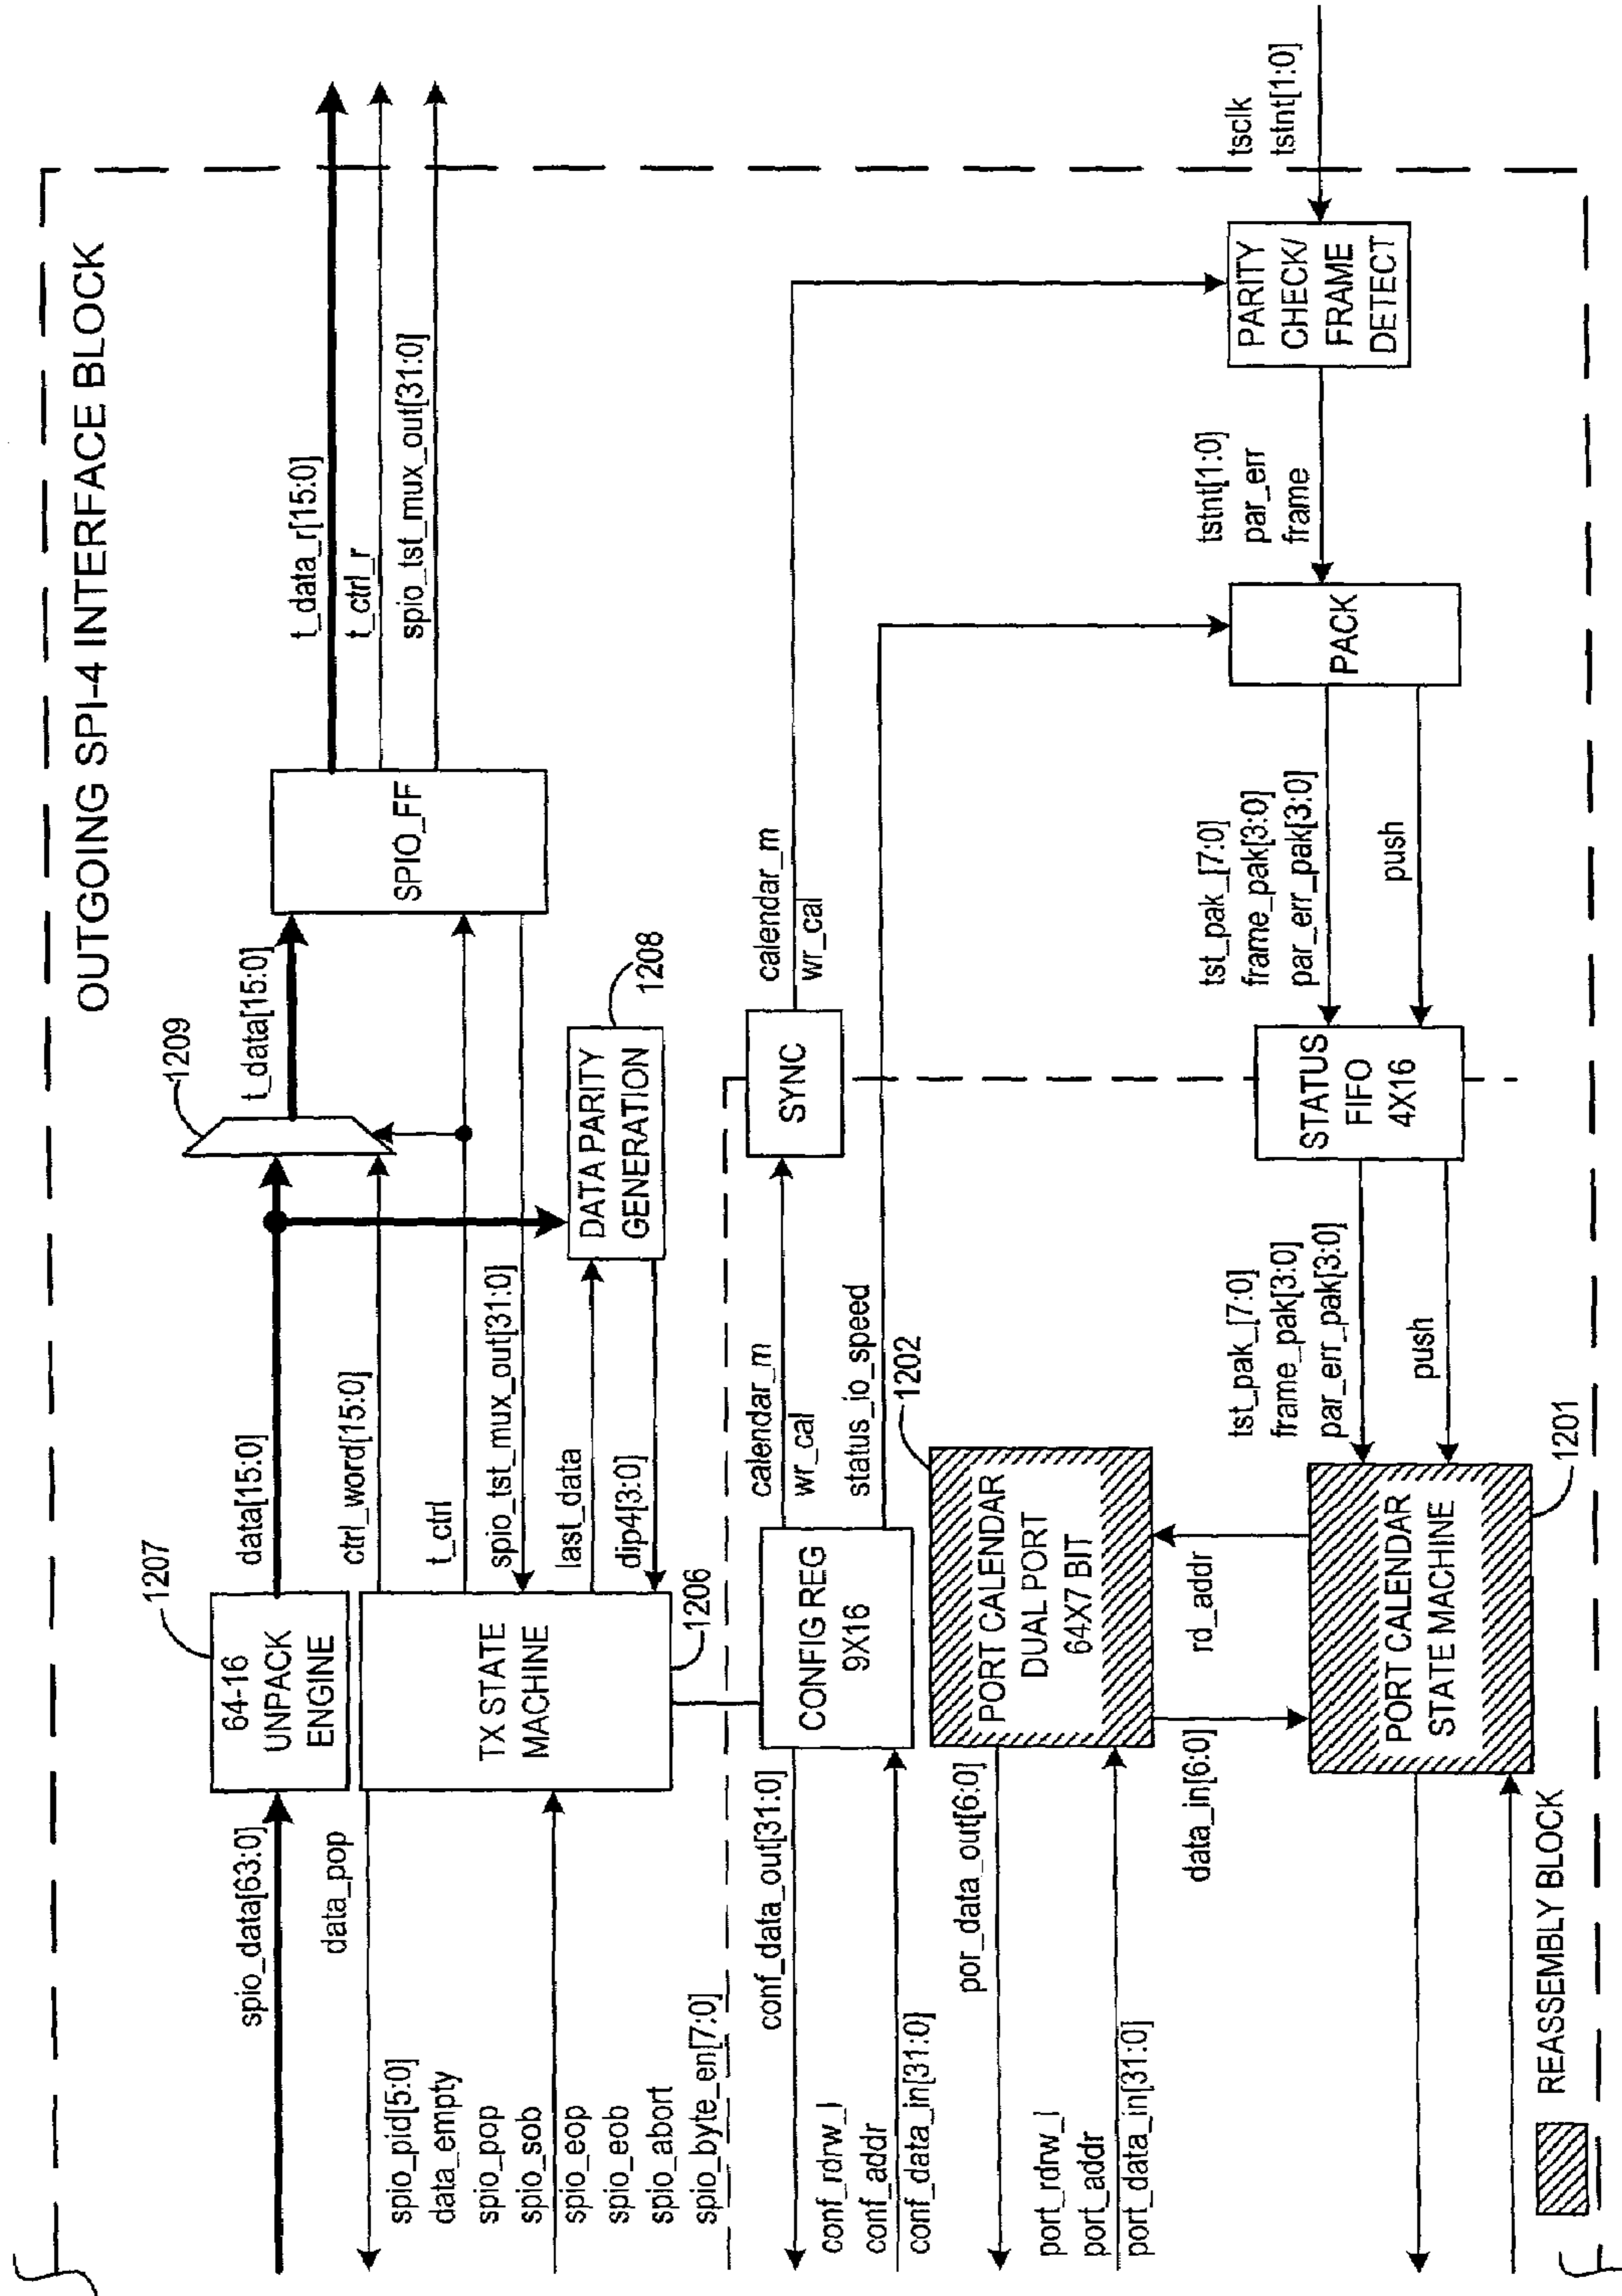 OUTGOING SPI-4 INTERFACE BLOCK
spio_data[63:0]
1207
64-16
UNPACK
ENGINE
data[15:0]
1209
t_data[15:0]
SPIO_FF
t_data_r[15:0]
t_ctrl_r
spio_tst_mux_out[31:0]
data_pop
spio_pid[5:0]
data_empty
spio_pop
spio_sob
spio_eop
spio_eob
spio_abort
spio_byte_en[7:0]
TX STATE
MACHINE
1206
ctrl_word[15:0]
t_ctrl
spio_tst_mux_out[31:0]
last_data
dip4[3:0]
DATA PARITY
GENERATION
1208
conf_data_out[31:0]
conf_rdrw_l
conf_addr
conf_data_in[31:0]
CONFIG REG
9X16
calendar_m
wr_cal
status_io_speed
SYNC
calendar_m
wr_cal
por_data_out[6:0]
port_rdrw_l
port_addr
port_data_in[31:0]
1202
PORT CALENDAR
DUAL PORT
64X7 BIT
data_in[6:0]
rd_addr
PORT CALENDAR
STATE MACHINE
1201
tst_pak_[7:0]
frame_pak[3:0]
par_err_pak[3:0]
push
STATUS
FIFO
4X16
tst_pak_[7:0]
frame_pak[3:0]
par_err_pak[3:0]
push
PACK
tstnt[1:0]
par_err
frame
PARITY
CHECK/
FRAME
DETECT
tsclk
tstnt[1:0]
REASSEMBLY BLOCK